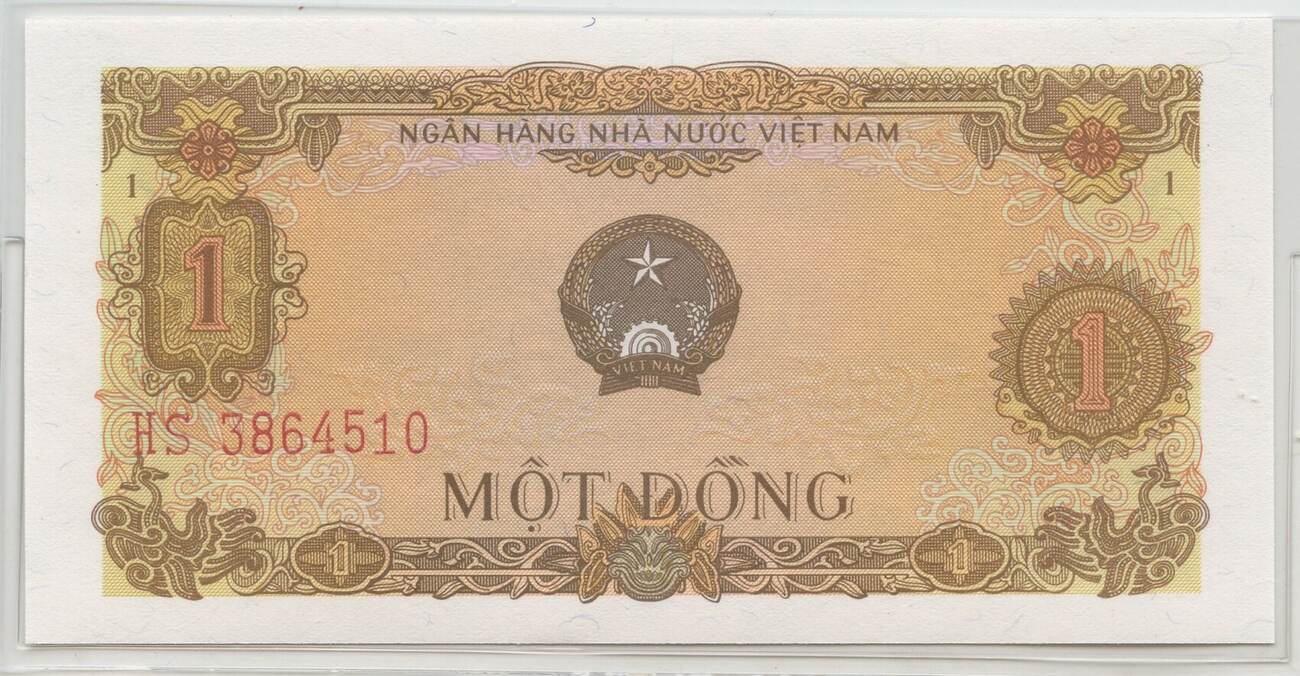 NGÂN HÀNG NHÀ NƯỚC VIỆT NAM
1 1
1
1
VIỆT NAM
HS 3864510
MỘT ĐỒNG
1 1